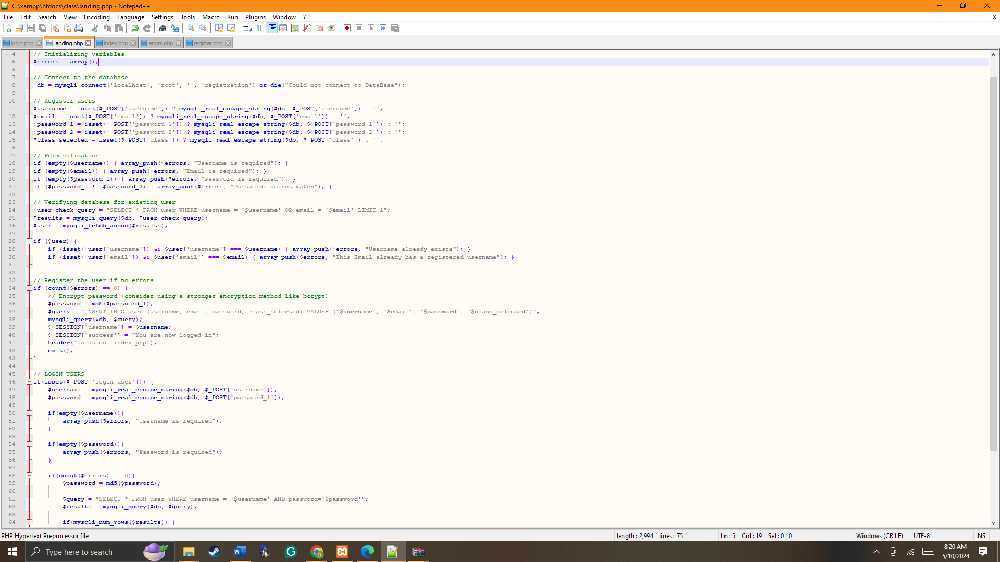 C:\xampp\htdocs\class\landing.php - Notepad++
File Edit Search View Encoding Language Settings Tools Macro Run Plugins Window ? X
login.php landing.php index.php errors.php register.php
4 // Initializing variables
5 $errors = array();
6
7 // Connect to the database
8 $db = mysqli_connect('localhost', 'root', '', 'registration') or die("Could not connect to DataBase");
9
10 // Register users
11 $username = isset($_POST['username']) ? mysqli_real_escape_string($db, $_POST['username']) : '';
12 $email = isset($_POST['email']) ? mysqli_real_escape_string($db, $_POST['email']) : '';
13 $password_1 = isset($_POST['password_1']) ? mysqli_real_escape_string($db, $_POST['password_1']) : '';
14 $password_2 = isset($_POST['password_2']) ? mysqli_real_escape_string($db, $_POST['password_2']) : '';
15 $class_selected = isset($_POST['class']) ? mysqli_real_escape_string($db, $_POST['class']) : '';
16
17 // Form validation
18 if (empty($username)) { array_push($errors, "Username is required"); }
19 if (empty($email)) { array_push($errors, "Email is required"); }
20 if (empty($password_1)) { array_push($errors, "Password is required"); }
21 if ($password_1 != $password_2) { array_push($errors, "Passwords do not match"); }
22
23 // Verifying database for existing user
24 $user_check_query = "SELECT * FROM user WHERE username = '$username' OR email = '$email' LIMIT 1";
25 $results = mysqli_query($db, $user_check_query);
26 $user = mysqli_fetch_assoc($results);
27
28 if ($user) {
29 if (isset($user['username']) && $user['username'] === $username) { array_push($errors, "Username already exists"); }
30 if (isset($user['email']) && $user['email'] === $email) { array_push($errors, "This Email already has a registered username"); }
31 }
32
33 // Register the user if no errors
34 if (count($errors) == 0) {
35 // Encrypt password (consider using a stronger encryption method like bcrypt)
36 $password = md5($password_1);
37 $query = "INSERT INTO user (username, email, password, class_selected) VALUES ('$username', '$email', '$password', '$class_selected')";
38 mysqli_query($db, $query);
39 $_SESSION['username'] = $username;
40 $_SESSION['success'] = "You are now logged in";
41 header('location: index.php');
42 exit();
43 }
44
45 // LOGIN USERS
46 if(isset($_POST['login_user'])) {
47 $username = mysqli_real_escape_string($db, $_POST['username']);
48 $password = mysqli_real_escape_string($db, $_POST['password_1']);
49
50 if(empty($username)){
51 array_push($errors, "Username is required");
52 }
53
54 if(empty($password)){
55 array_push($errors, "Password is required");
56 }
57
58 if(count($errors) == 0){
59 $password = md5($password);
60
61 $query = "SELECT * FROM user WHERE username = '$username' AND password='$password'";
62 $results = mysqli_query($db, $query);
63
64 if(mysqli_num_rows($results)) {
PHP Hypertext Preprocessor file length : 2,994 lines : 75 Ln : 5 Col : 19 Sel : 0 | 0 Windows (CR LF) UTF-8 INS
Type here to search
8:20 AM
5/10/2024